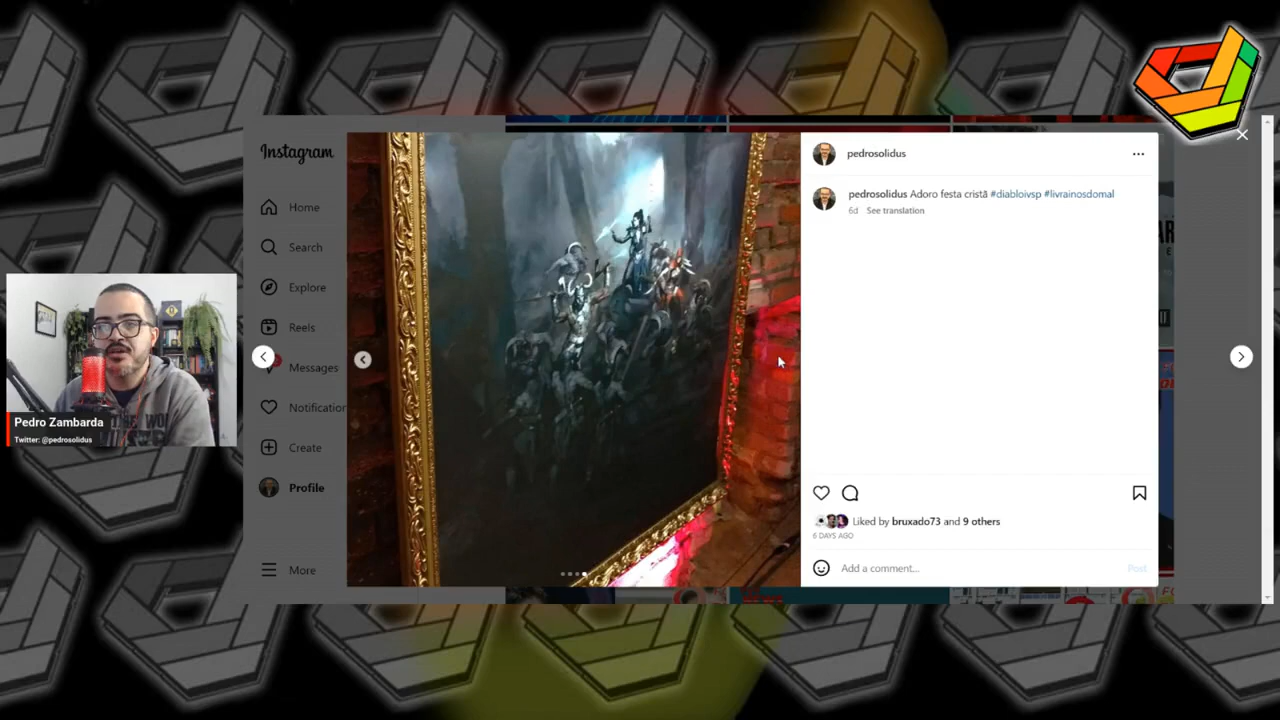 Instagram
Home
Search
Explore
Reels
Messages
Notification
Create
Profile
More
pedrosolidus
pedrosolidus Adoro festa cristã #diabloivsp #livrainosdomal
6d See translation
Liked by bruxado73 and 9 others
6 DAYS AGO
Add a comment...
Post
Pedro Zambarda
Twitter: @pedrosolidus